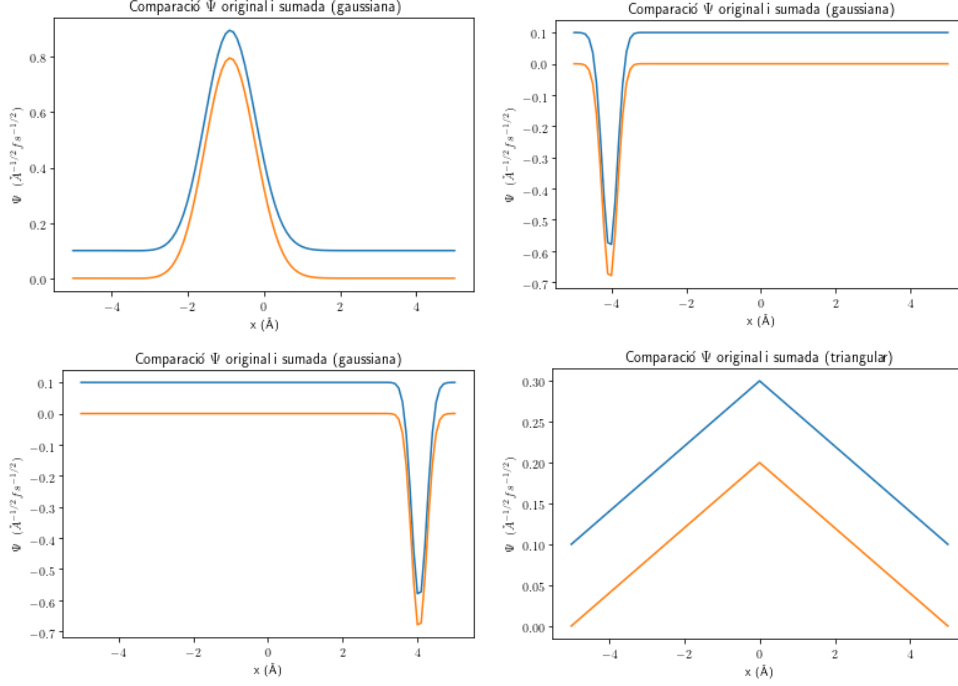 Comparació Ψ original i sumada (gaussiana)
0.8
0.6
0.4
0.2
0.0
Ψ (Å^{-1/2} fs^{-1/2})
−4 −2 0 2 4
x (Å)
Comparació Ψ original i sumada (gaussiana)
0.1
0.0
−0.1
−0.2
−0.3
−0.4
−0.5
−0.6
−0.7
Ψ (Å^{-1/2} fs^{-1/2})
−4 −2 0 2 4
x (Å)
Comparació Ψ original i sumada (gaussiana)
0.1
0.0
−0.1
−0.2
−0.3
−0.4
−0.5
−0.6
−0.7
Ψ (Å^{-1/2} fs^{-1/2})
−4 −2 0 2 4
x (Å)
Comparació Ψ original i sumada (triangular)
0.30
0.25
0.20
0.15
0.10
0.05
0.00
Ψ (Å^{-1/2} fs^{-1/2})
−4 −2 0 2 4
x (Å)